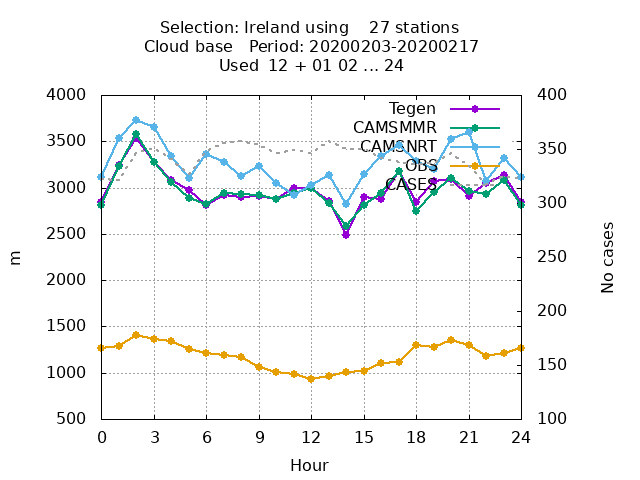 Selection: Ireland using    27 stations
Cloud base   Period: 20200203-20200217
Used  12 + 01 02 ... 24
4000
3500
3000
2500
2000
1500
1000
500
400
350
300
250
200
150
100
Tegen
CAMSMMR
CAMSNRT
OBS
CASES
m
No cases
0 3 6 9 12 15 18 21 24
Hour